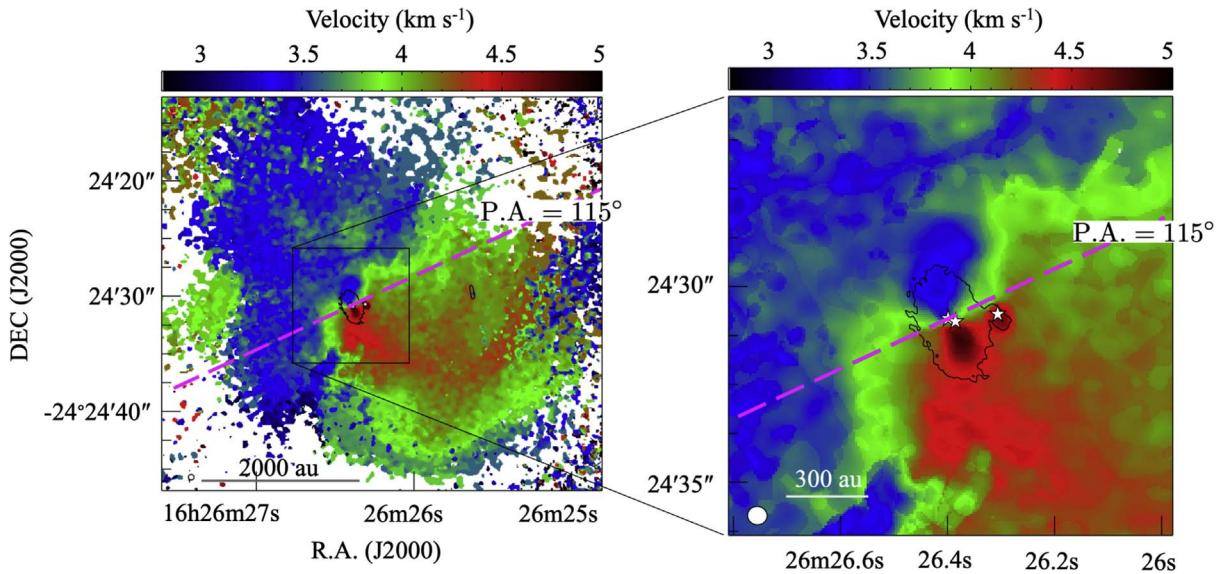 Velocity (km s⁻¹)
3 3.5 4 4.5 5
P.A. = 115°
24′20″
24′30″
-24°24′40″
DEC (J2000)
2000 au
16h26m27s 26m26s 26m25s
R.A. (J2000)
Velocity (km s⁻¹)
3 3.5 4 4.5 5
P.A. = 115°
24′30″
24′35″
300 au
26m26.6s 26.4s 26.2s 26s